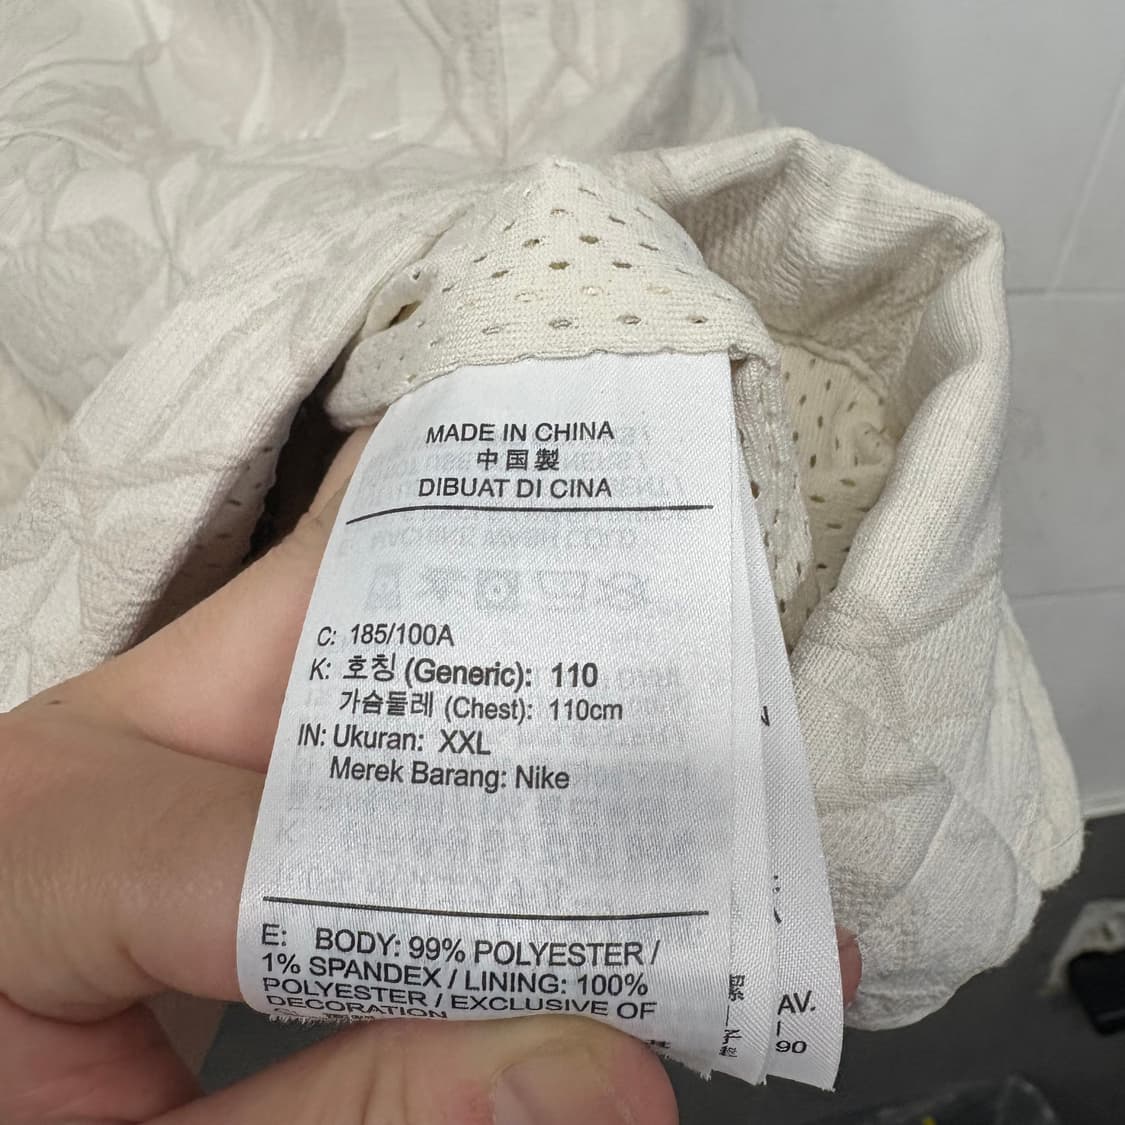 MADE IN CHINA
中国製
DIBUAT DI CINA
C: 185/100A
K: 호칭 (Generic): 110
가슴둘레 (Chest): 110cm
IN: Ukuran: XXL
Merek Barang: Nike
E: BODY: 99% POLYESTER /
1% SPANDEX / LINING: 100%
POLYESTER / EXCLUSIVE OF
DECORATION
AV.
90